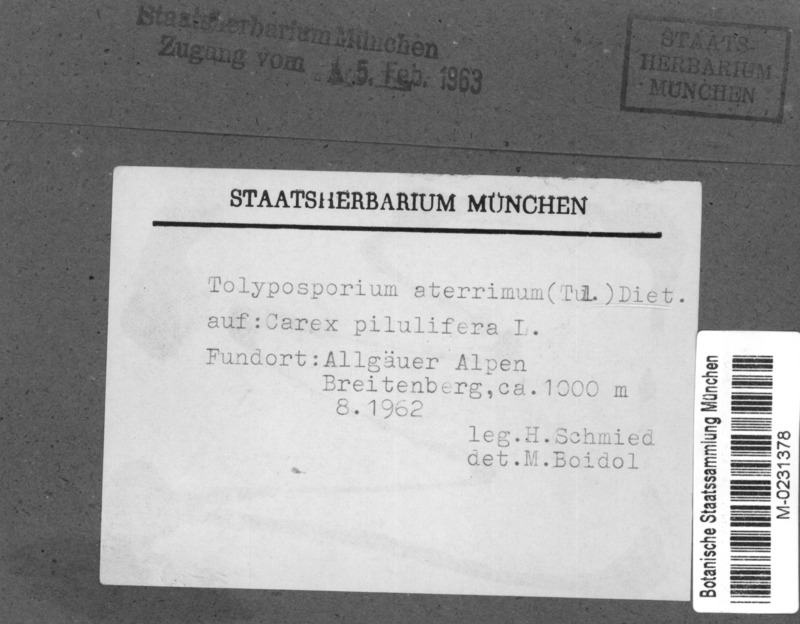 Staatsherbarium München
Zugang vom 15. Feb. 1963
STAATS-
HERBARIUM
MÜNCHEN
STAATSHERBARIUM MÜNCHEN
Tolyposporium aterrimum(Tul.)Diet.
auf:Carex pilulifera L.
Fundort:Allgäuer Alpen
Breitenberg,ca.1000 m
8.1962
leg.H.Schmied
det.M.Boidol
Botanische Staatssammlung München
M-0231378